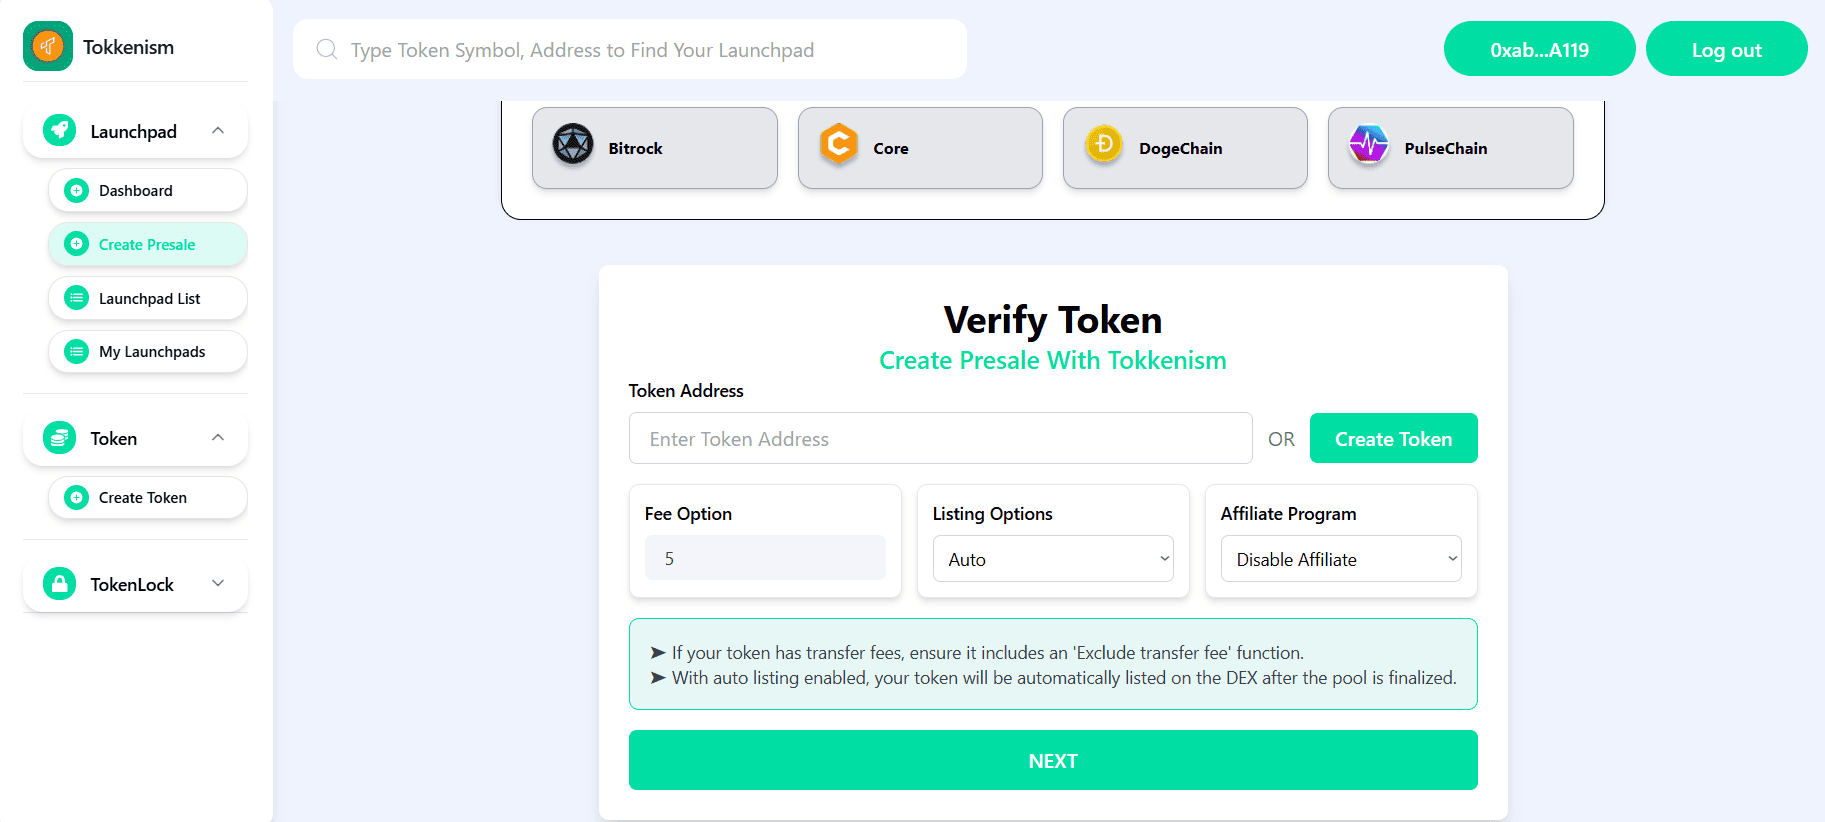 Tokkenism
Type Token Symbol, Address to Find Your Launchpad
0xab...A119
Log out
Launchpad
Dashboard
Create Presale
Launchpad List
My Launchpads
Token
Create Token
TokenLock
Bitrock
Core
DogeChain
PulseChain
Verify Token
Create Presale With Tokkenism
Token Address
Enter Token Address
OR
Create Token
Fee Option
5
Listing Options
Auto
Affiliate Program
Disable Affiliate
➤ If your token has transfer fees, ensure it includes an 'Exclude transfer fee' function.
➤ With auto listing enabled, your token will be automatically listed on the DEX after the pool is finalized.
NEXT